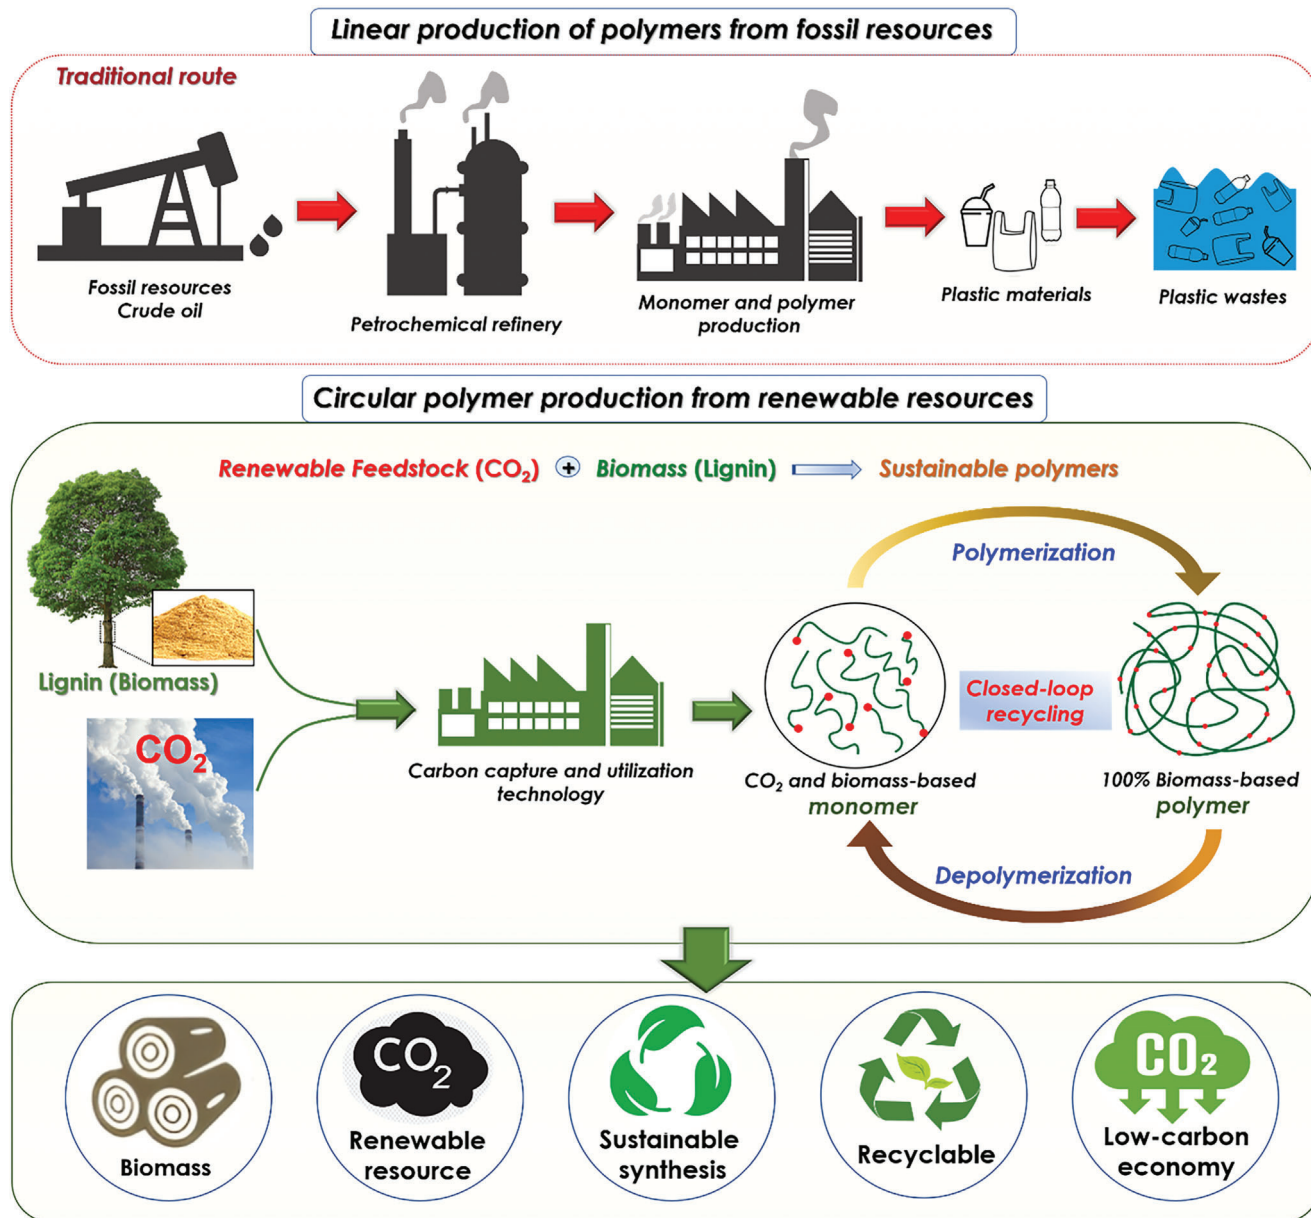 Linear production of polymers from fossil resources
Traditional route
Fossil resources
Crude oil
Petrochemical refinery
Monomer and polymer
production
Plastic materials
Plastic wastes
Circular polymer production from renewable resources
Renewable Feedstock (CO₂) + Biomass (Lignin) Sustainable polymers
Lignin (Biomass)
CO₂
Carbon capture and utilization
technology
Polymerization
Closed-loop
recycling
CO₂ and biomass-based
monomer
100% Biomass-based
polymer
Depolymerization
Biomass
CO₂
Renewable
resource
Sustainable
synthesis
Recyclable
CO₂
Low-carbon
economy